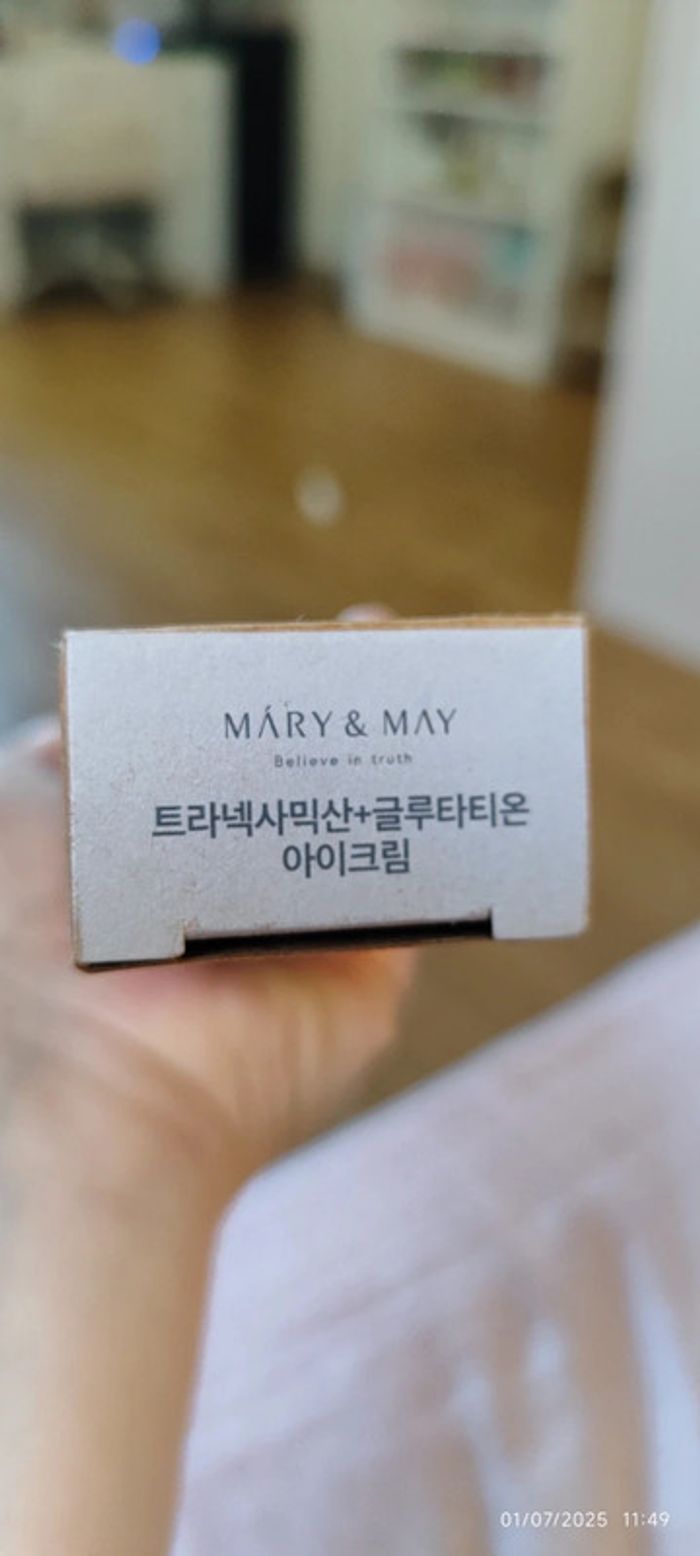 MÁRY & MAY
Believe in truth
트라넥사믹산+글루타티온
아이크림
01/07/2025 11:49